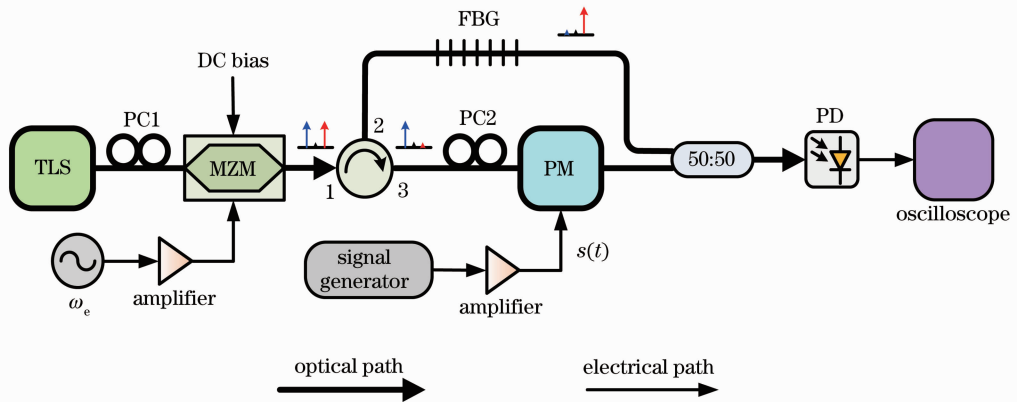 FBG
DC bias
PC1
2
PC2
PD
TLS
MZM
1
3
PM
50:50
oscilloscope
signal
generator
s(t)
ωe
amplifier
amplifier
optical path
electrical path